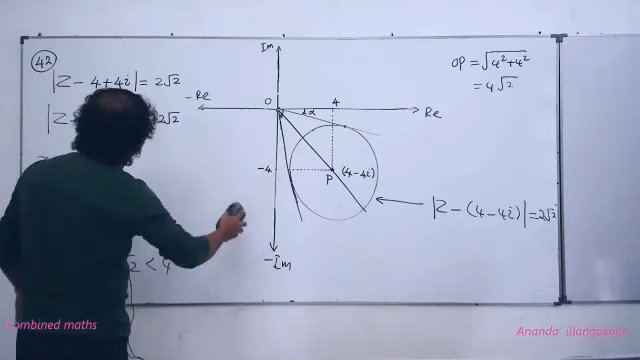 42
|Z - 4 + 4i| = 2√2
|Z
2√2
√2 < 4
Im
- Re
O
4
α
Re
-4
P
(4-4i)
- Im
OP = √4²+4²
= 4√2
|Z - (4-4i)| = 2√2
Combined maths
Ananda illangakoon